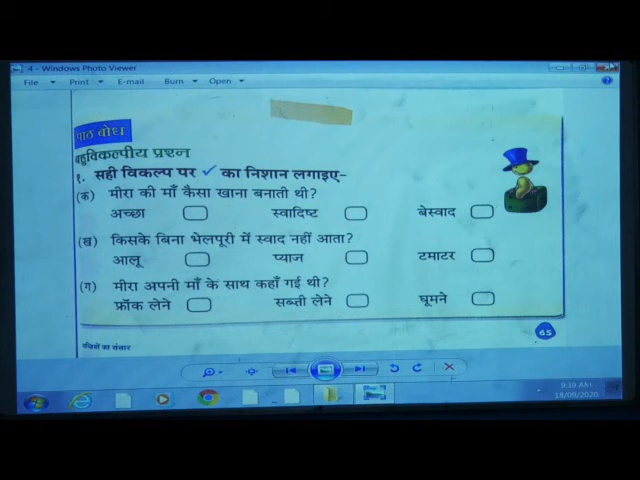 4 - Windows Photo Viewer
File Print E-mail Burn Open
पाठ बोध
बहुविकल्पीय प्रश्न
१. सही विकल्प पर ✓ का निशान लगाइए-
(क) मीरा की माँ कैसा खाना बनाती थी?
अच्छा स्वादिष्ट बेस्वाद
(ख) किसके बिना भेलपूरी में स्वाद नहीं आता?
आलू प्याज टमाटर
(ग) मीरा अपनी माँ के साथ कहाँ गई थी?
फ्रॉक लेने सब्ज़ी लेने घूमने
का संसार
65
9:39 AM
18/09/2020